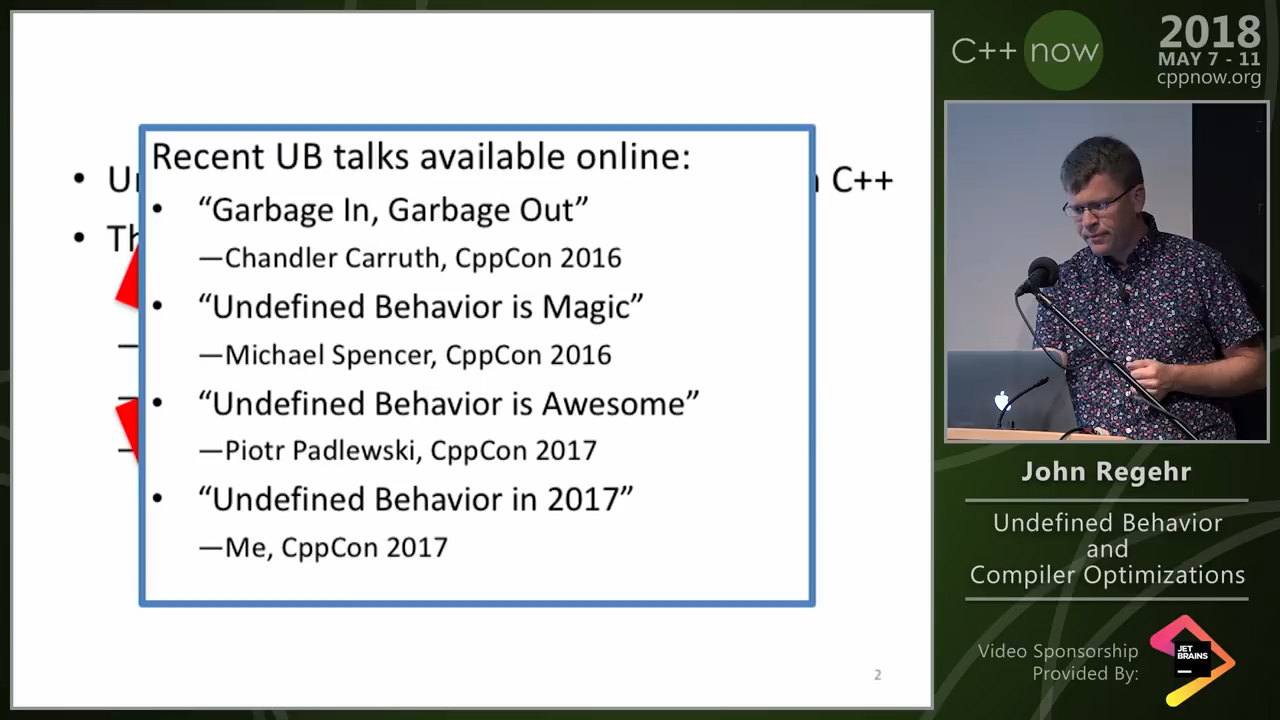 Recent UB talks available online:
• “Garbage In, Garbage Out”
—Chandler Carruth, CppCon 2016
• “Undefined Behavior is Magic”
—Michael Spencer, CppCon 2016
• “Undefined Behavior is Awesome”
—Piotr Padlewski, CppCon 2017
• “Undefined Behavior in 2017”
—Me, CppCon 2017
C++
2
C++ now
2018
MAY 7 - 11
cppnow.org
John Regehr
Undefined Behavior
and
Compiler Optimizations
Video Sponsorship
Provided By:
JET
BRAINS